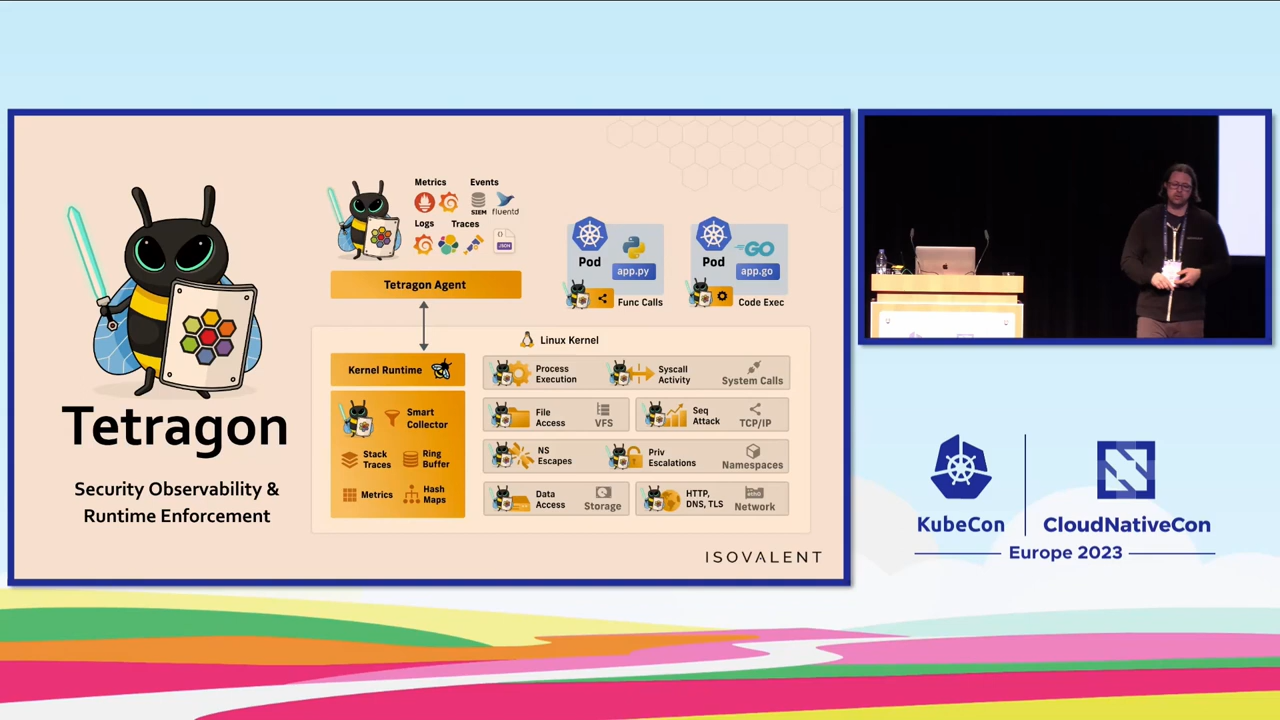 Tetragon
Security Observability &
Runtime Enforcement
Metrics
Events
SIEM
fluentd
Logs
Traces
{}
JSON
Tetragon Agent
Pod
app.py
Func Calls
Pod
GO
app.go
Code Exec
Linux Kernel
Kernel Runtime
Smart
Collector
Stack
Traces
Ring
Buffer
Metrics
Hash
Maps
Process
Execution
Syscall
Activity
System Calls
File
Access
VFS
Seq
Attack
TCP/IP
NS
Escapes
Priv
Escalations
Namespaces
Data
Access
Storage
HTTP,
DNS, TLS
eth0
Network
ISOVALENT
KubeCon
CloudNativeCon
Europe 2023